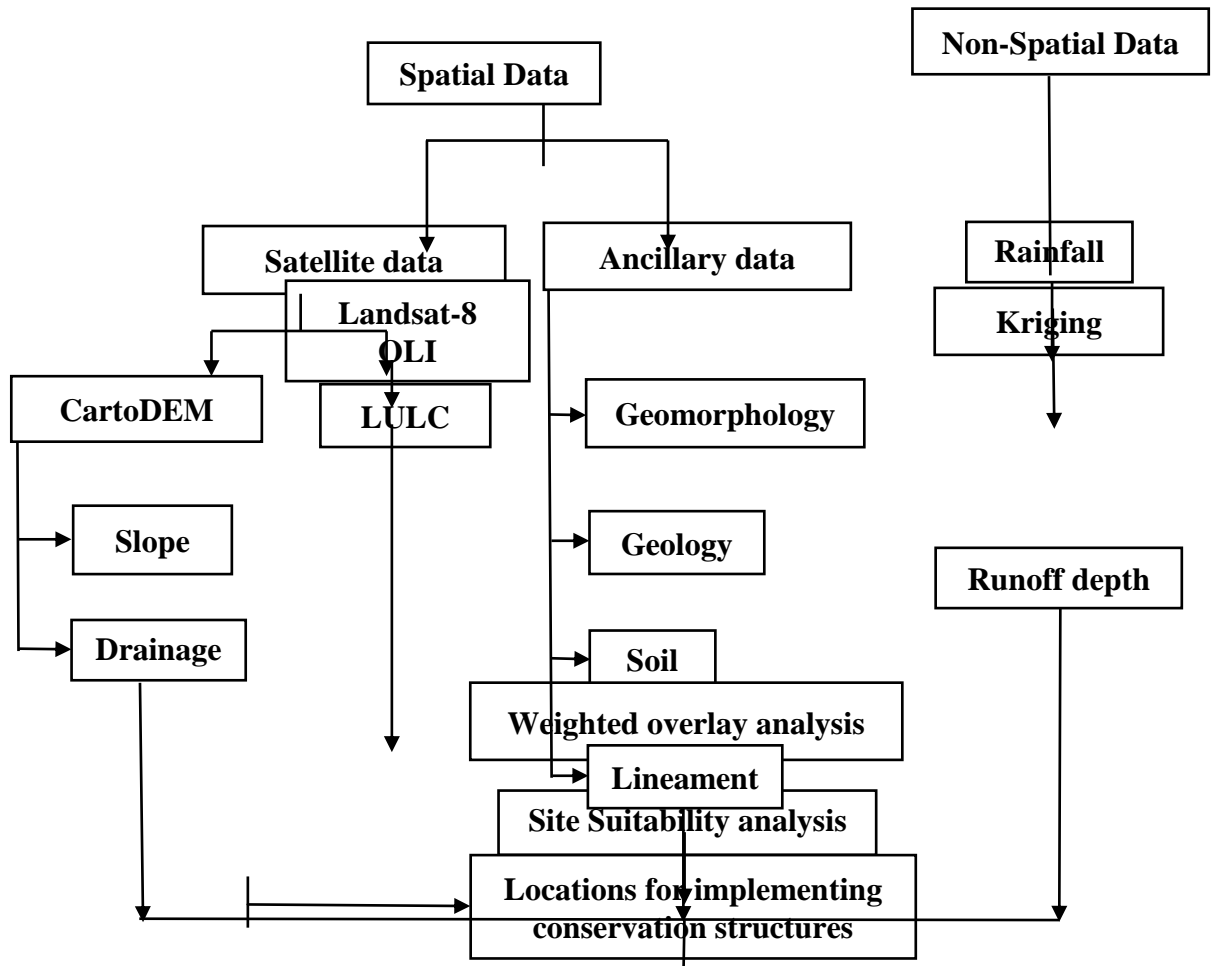 Non-Spatial Data
Spatial Data
Satellite data
Ancillary data
Rainfall
Landsat-8
OLI
Kriging
CartoDEM
LULC
Geomorphology
Slope
Geology
Runoff depth
Drainage
Soil
Weighted overlay analysis
Lineament
Site Suitability analysis
Locations for implementing
conservation structures